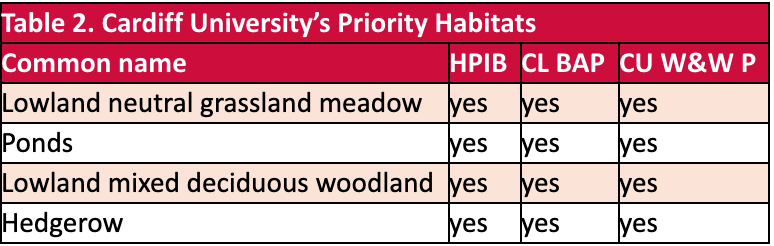 Table 2. Cardiff University’s Priority Habitats
Common name HPIB CL BAP CU W&W P
Lowland neutral grassland meadow yes yes yes
Ponds yes yes yes
Lowland mixed deciduous woodland yes yes yes
Hedgerow yes yes yes